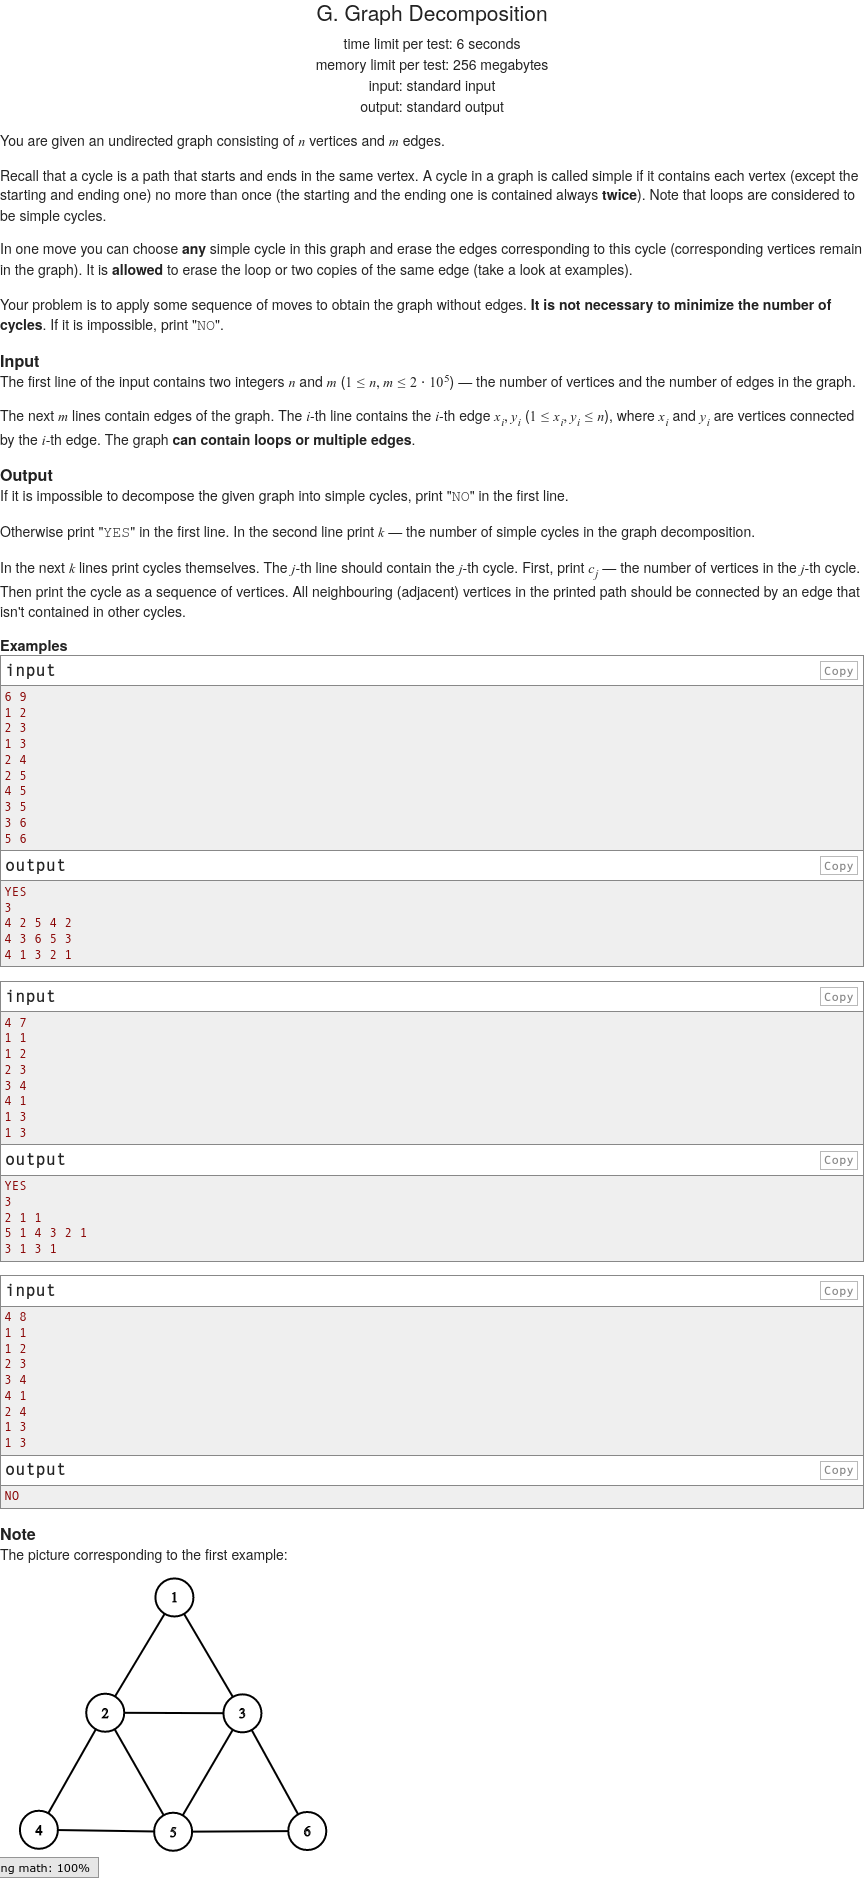 G. Graph Decomposition
time limit per test: 6 seconds
memory limit per test: 256 megabytes
input: standard input
output: standard output
You are given an undirected graph consisting of n vertices and m edges.
Recall that a cycle is a path that starts and ends in the same vertex. A cycle in a graph is called simple if it contains each vertex (except the
starting and ending one) no more than once (the starting and the ending one is contained always twice). Note that loops are considered to
be simple cycles.
In one move you can choose any simple cycle in this graph and erase the edges corresponding to this cycle (corresponding vertices remain
in the graph). It is allowed to erase the loop or two copies of the same edge (take a look at examples).
Your problem is to apply some sequence of moves to obtain the graph without edges. It is not necessary to minimize the number of
cycles. If it is impossible, print "NO".
Input
The first line of the input contains two integers n and m (1 ≤ n, m ≤ 2 · 10^5) — the number of vertices and the number of edges in the graph.
The next m lines contain edges of the graph. The i-th line contains the i-th edge x_i, y_i (1 ≤ x_i, y_i ≤ n), where x_i and y_i are vertices connected
by the i-th edge. The graph can contain loops or multiple edges.
Output
If it is impossible to decompose the given graph into simple cycles, print "NO" in the first line.
Otherwise print "YES" in the first line. In the second line print k — the number of simple cycles in the graph decomposition.
In the next k lines print cycles themselves. The j-th line should contain the j-th cycle. First, print c_j — the number of vertices in the j-th cycle.
Then print the cycle as a sequence of vertices. All neighbouring (adjacent) vertices in the printed path should be connected by an edge that
isn't contained in other cycles.
Examples
input Copy
6 9
1 2
2 3
1 3
2 4
2 5
4 5
3 5
3 6
5 6
output Copy
YES
3
4 2 5 4 2
4 3 6 5 3
4 1 3 2 1
input Copy
4 7
1 1
1 2
2 3
3 4
4 1
1 3
1 3
output Copy
YES
3
2 1 1
5 1 4 3 2 1
3 1 3 1
input Copy
4 8
1 1
1 2
2 3
3 4
4 1
2 4
1 3
1 3
output Copy
NO
Note
The picture corresponding to the first example:
1
2 3
4 5 6
ng math: 100%